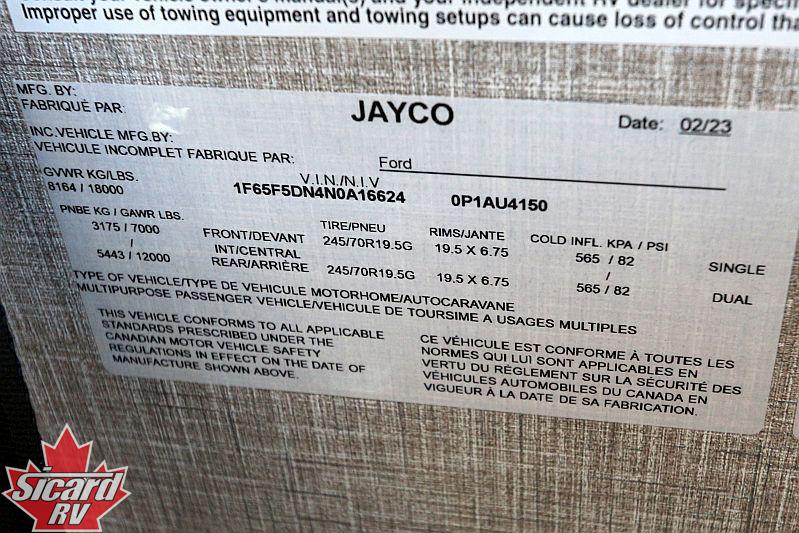 Improper use of towing equipment and towing setups can cause loss of control tha
MFG. BY:
FABRIQUÉ PAR:
JAYCO
Date: 02/23
INC.VEHICLE MFG.BY:
VEHICULE INCOMPLET FABRIQUE PAR:
Ford
GVWR KG/LBS.
8164 / 18000
V.I.N./N.I.V
1F65F5DN4N0A16624
0P1AU4150
PNBE KG / GAWR LBS.
TIRE/PNEU
RIMS/JANTE
COLD INFL. KPA / PSI
3175 / 7000
FRONT/DEVANT
245/70R19.5G
19.5 X 6.75
565 / 82
SINGLE
/
INT/CENTRAL
/
5443 / 12000
REAR/ARRIÈRE
245/70R19.5G
19.5 X 6.75
565 / 82
DUAL
TYPE OF VEHICLE/TYPE DE VEHICULE MOTORHOME/AUTOCARAVANE
MULTIPURPOSE PASSENGER VEHICLE/VEHICULE DE TOURSIME A USAGES MULTIPLES
THIS VEHICLE CONFORMS TO ALL APPLICABLE
STANDARDS PRESCRIBED UNDER THE
CANADIAN MOTOR VEHICLE SAFETY
REGULATIONS IN EFFECT ON THE DATE OF
MANUFACTURE SHOWN ABOVE.
CE VÉHICULE EST CONFORME À TOUTES LES
NORMES QUI LUI SONT APPLICABLES EN
VERTU DU RÈGLEMENT SUR LA SÉCURITÉ DES
VÉHICULES AUTOMOBILES DU CANADA EN
VIGUEUR À LA DATE DE SA FABRICATION.
Sicard
RV